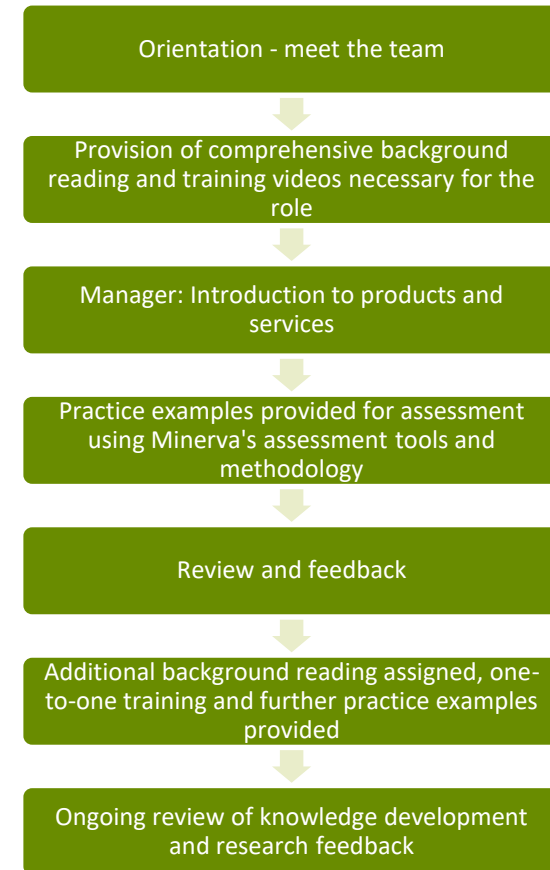 Orientation - meet the team
Provision of comprehensive background
reading and training videos necessary for the
role
Manager: Introduction to products and
services
Practice examples provided for assessment
using Minerva's assessment tools and
methodology
Review and feedback
Additional background reading assigned, one-
to-one training and further practice examples
provided
Ongoing review of knowledge development
and research feedback